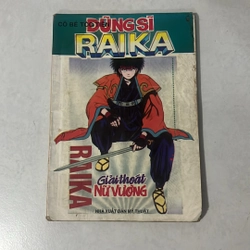 DŨNG SĨ
RAIKA
RAIKA
Giải thoát
NỮ VƯƠNG